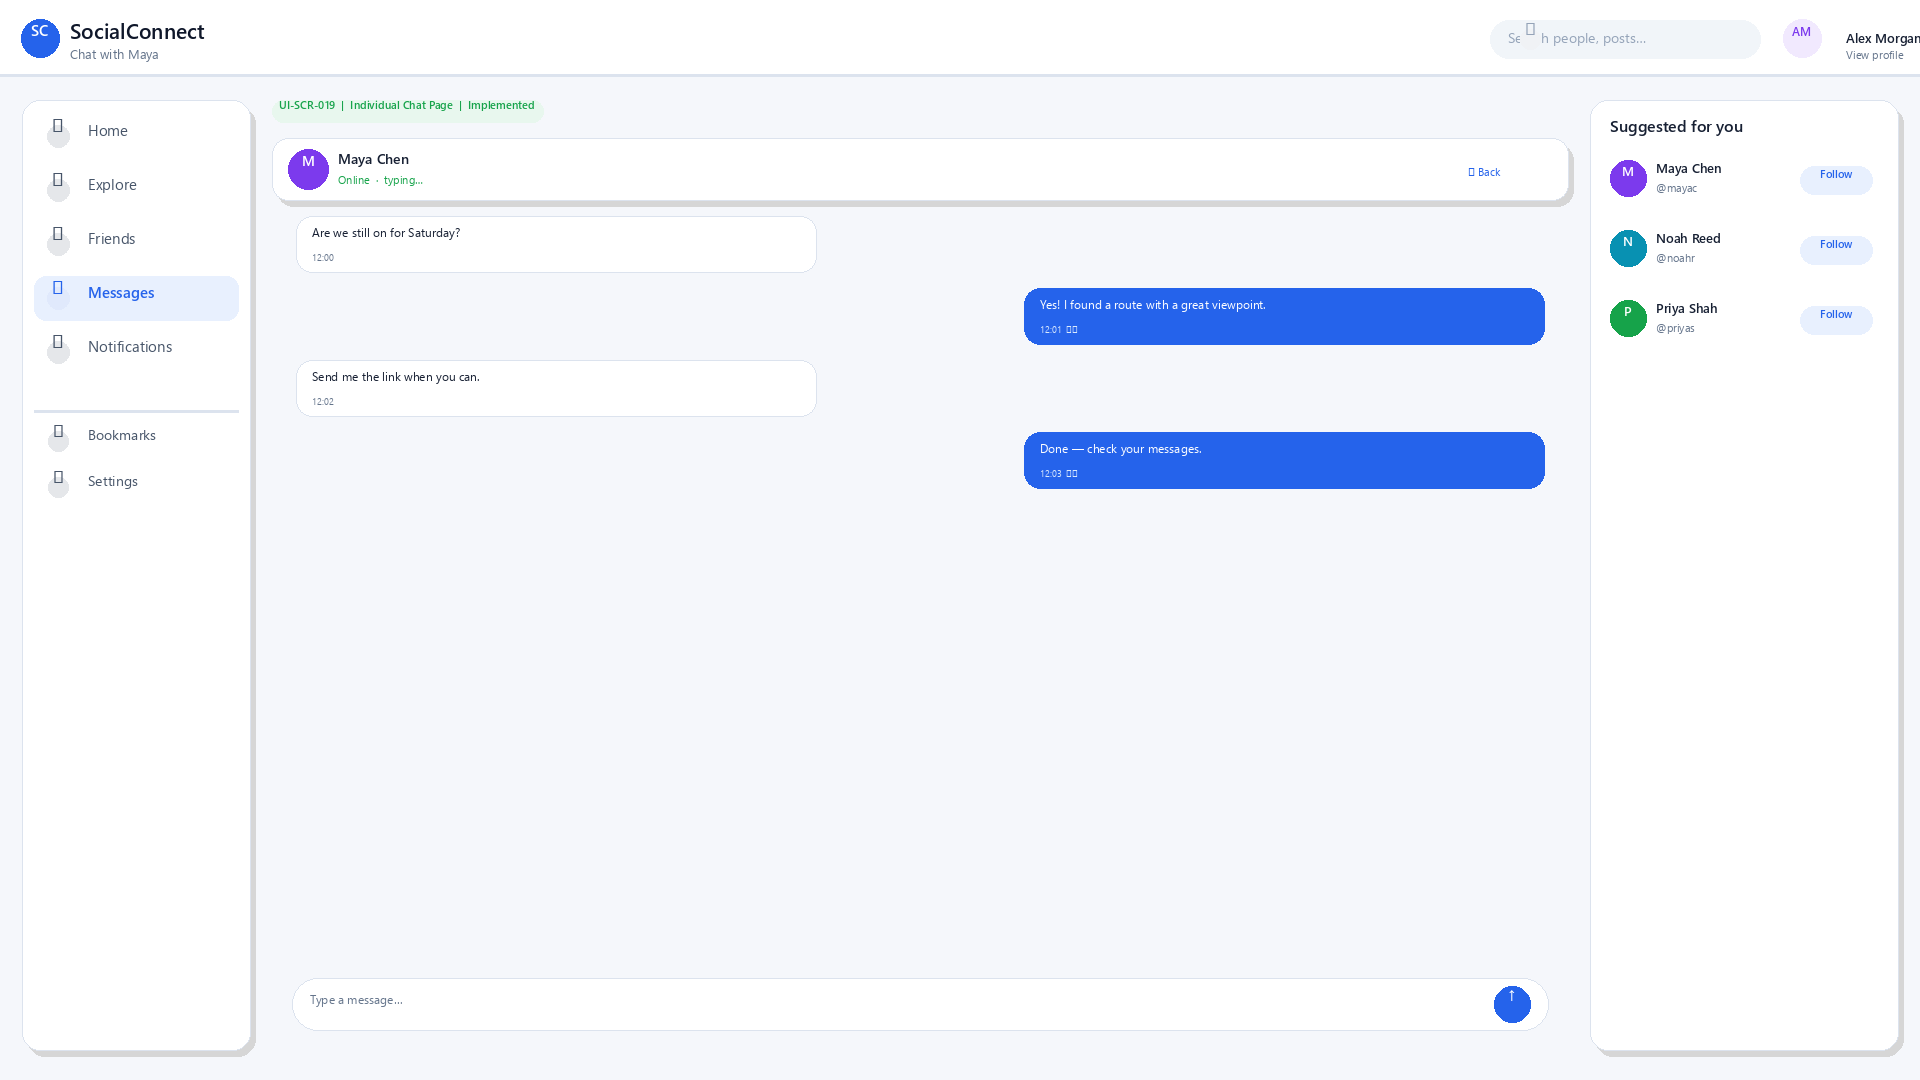 SC
SocialConnect
Chat with Maya
Se h people, posts...
AM
Alex Morgan
View profile
Home
Explore
Friends
Messages
Notifications
Bookmarks
Settings
UI-SCR-019 | Individual Chat Page | Implemented
M
Maya Chen
Online · typing...
Back
Are we still on for Saturday?
12:00
Yes! I found a route with a great viewpoint.
12:01
Send me the link when you can.
12:02
Done — check your messages.
12:03
Type a message...
↑
Suggested for you
M
Maya Chen
@mayac
Follow
N
Noah Reed
@noahr
Follow
P
Priya Shah
@priyas
Follow